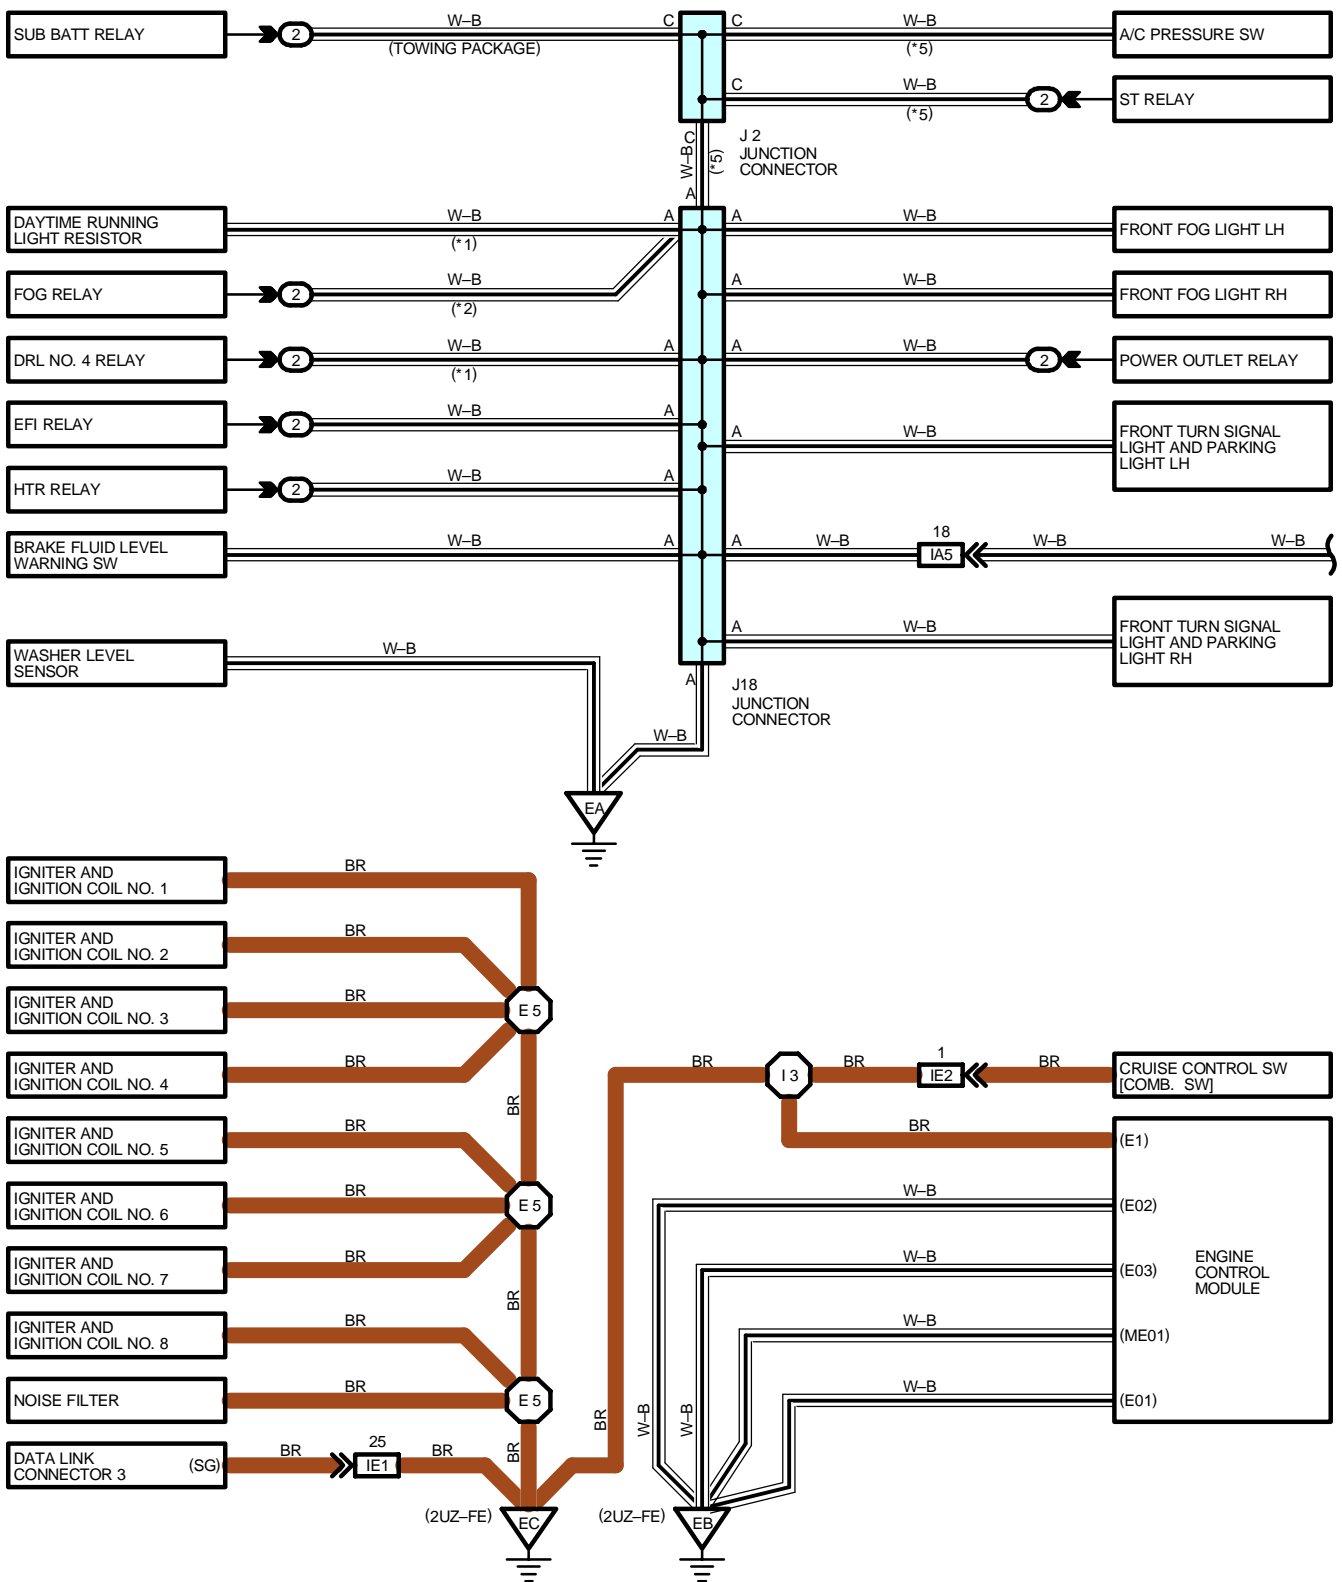 SUB BATT RELAY
2
W–B
(TOWING PACKAGE)
C
C
W–B
(*5)
A/C PRESSURE SW
C
W–B
(*5)
2
ST RELAY
C
W–B
(*5)
A
J 2
JUNCTION
CONNECTOR
DAYTIME RUNNING
LIGHT RESISTOR
W–B
(*1)
A
A
W–B
FRONT FOG LIGHT LH
FOG RELAY
2
W–B
(*2)
A
W–B
FRONT FOG LIGHT RH
DRL NO. 4 RELAY
2
W–B
(*1)
A
A
W–B
2
POWER OUTLET RELAY
EFI RELAY
2
W–B
A
A
W–B
FRONT TURN SIGNAL
LIGHT AND PARKING
LIGHT LH
HTR RELAY
2
W–B
A
BRAKE FLUID LEVEL
WARNING SW
W–B
A
A
W–B
18
IA5
W–B
W–B
A
W–B
FRONT TURN SIGNAL
LIGHT AND PARKING
LIGHT RH
WASHER LEVEL
SENSOR
W–B
A
J18
JUNCTION
CONNECTOR
W–B
EA
IGNITER AND
IGNITION COIL NO. 1
BR
IGNITER AND
IGNITION COIL NO. 2
BR
IGNITER AND
IGNITION COIL NO. 3
BR
E 5
IGNITER AND
IGNITION COIL NO. 4
BR
BR
BR
I 3
BR
1
IE2
BR
CRUISE CONTROL SW
[COMB. SW]
IGNITER AND
IGNITION COIL NO. 5
BR
BR
(E1)
IGNITER AND
IGNITION COIL NO. 6
BR
E 5
W–B
(E02)
IGNITER AND
IGNITION COIL NO. 7
BR
BR
W–B
(E03)
ENGINE
CONTROL
MODULE
IGNITER AND
IGNITION COIL NO. 8
BR
W–B
(ME01)
NOISE FILTER
BR
E 5
BR
W–B
W–B
W–B
(E01)
DATA LINK
CONNECTOR 3
(SG)
BR
25
IE1
BR
BR
(2UZ–FE)
EC
(2UZ–FE)
EB